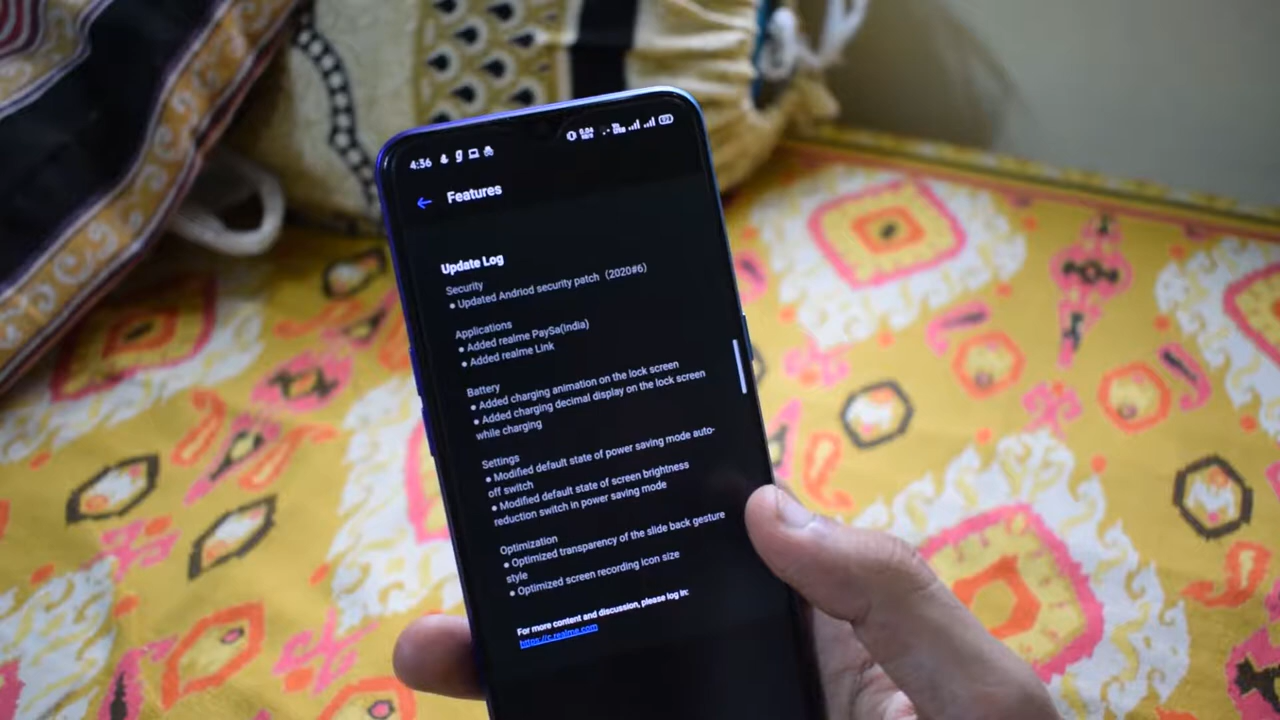 4:36
Features
Update Log
Security
● Updated Andriod security patch (2020#6)
Applications
● Added realme PaySa(India)
● Added realme Link
Battery
● Added charging animation on the lock screen
● Added charging decimal display on the lock screen
while charging
Settings
● Modified default state of power saving mode auto-
off switch
● Modified default state of screen brightness
reduction switch in power saving mode
Optimization
● Optimized transparency of the slide back gesture
style
● Optimized screen recording icon size
For more content and discussion, please log in:
https://c.realme.com